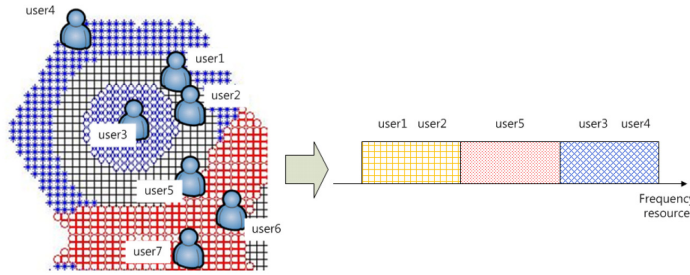 user4
user1
user2
user3
user5
user6
user7
user1 user2 user5 user3 user4
Frequency
resource